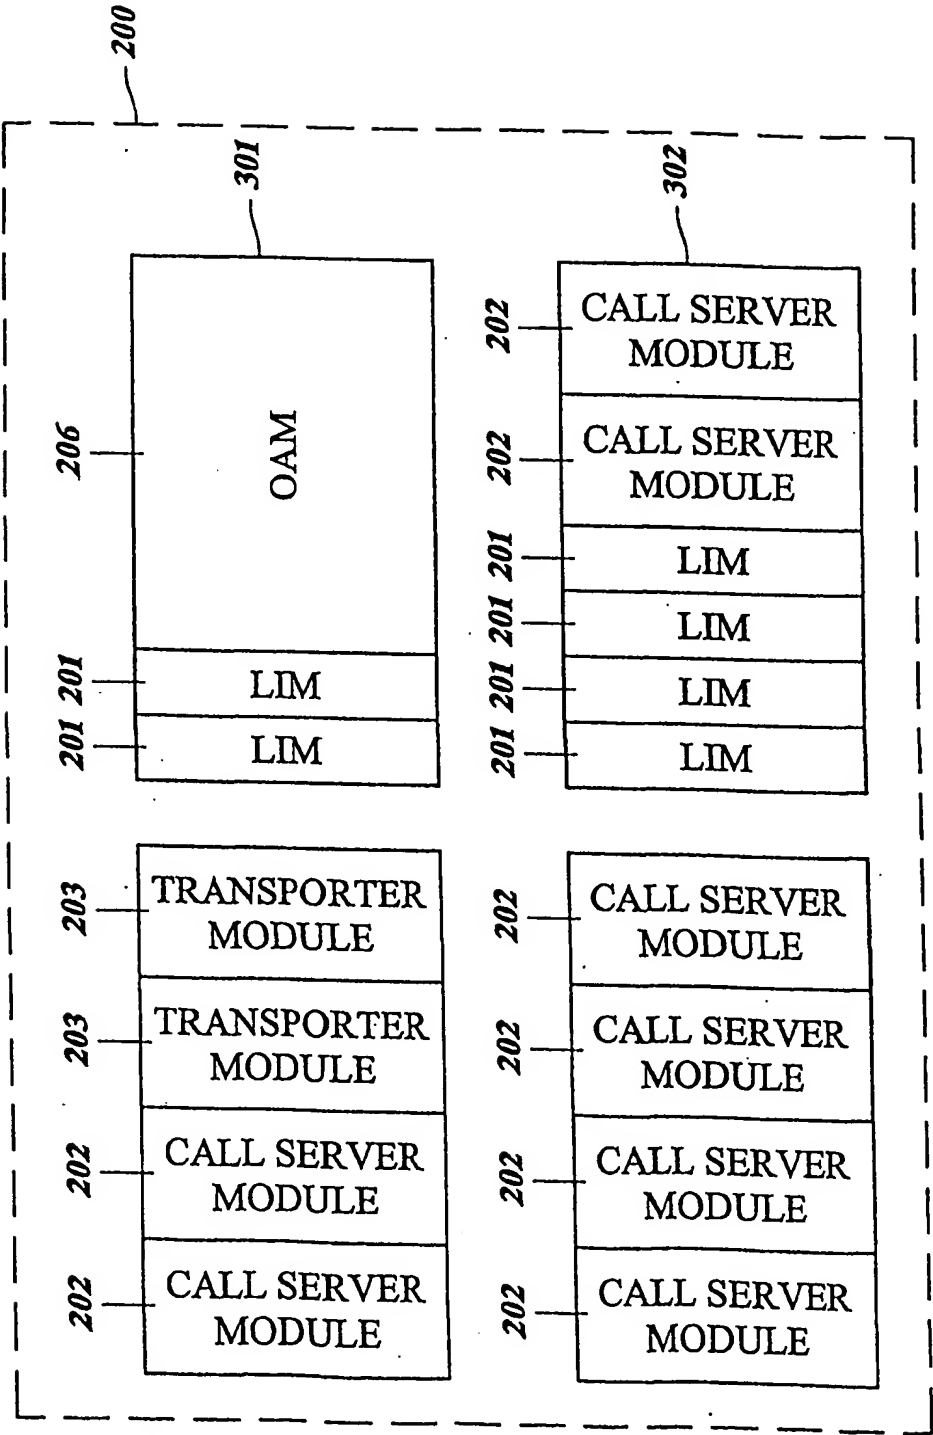 200
301
302
206
OAM
201
LIM
201
LIM
202
CALL SERVER
MODULE
202
CALL SERVER
MODULE
201
LIM
201
LIM
201
LIM
201
LIM
203
TRANSPORTER
MODULE
203
TRANSPORTER
MODULE
202
CALL SERVER
MODULE
202
CALL SERVER
MODULE
202
CALL SERVER
MODULE
202
CALL SERVER
MODULE
202
CALL SERVER
MODULE
202
CALL SERVER
MODULE